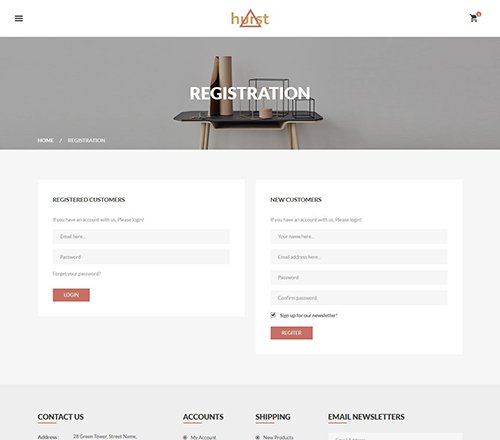 hurst
0
REGISTRATION
HOME / REGISTRATION
REGISTERED CUSTOMERS
If you have an account with us, Please login!
Email here...
Password
Forget your password?
LOGIN
NEW CUSTOMERS
If you have an account with us, Please login!
Your name here...
Email address here...
Password
Confirm password
Sign up for our newsletter!
REGITER
CONTACT US
Address : 28 Green Tower, Street Name,
ACCOUNTS
My Account
SHIPPING
New Products
EMAIL NEWSLETTERS
Email Address